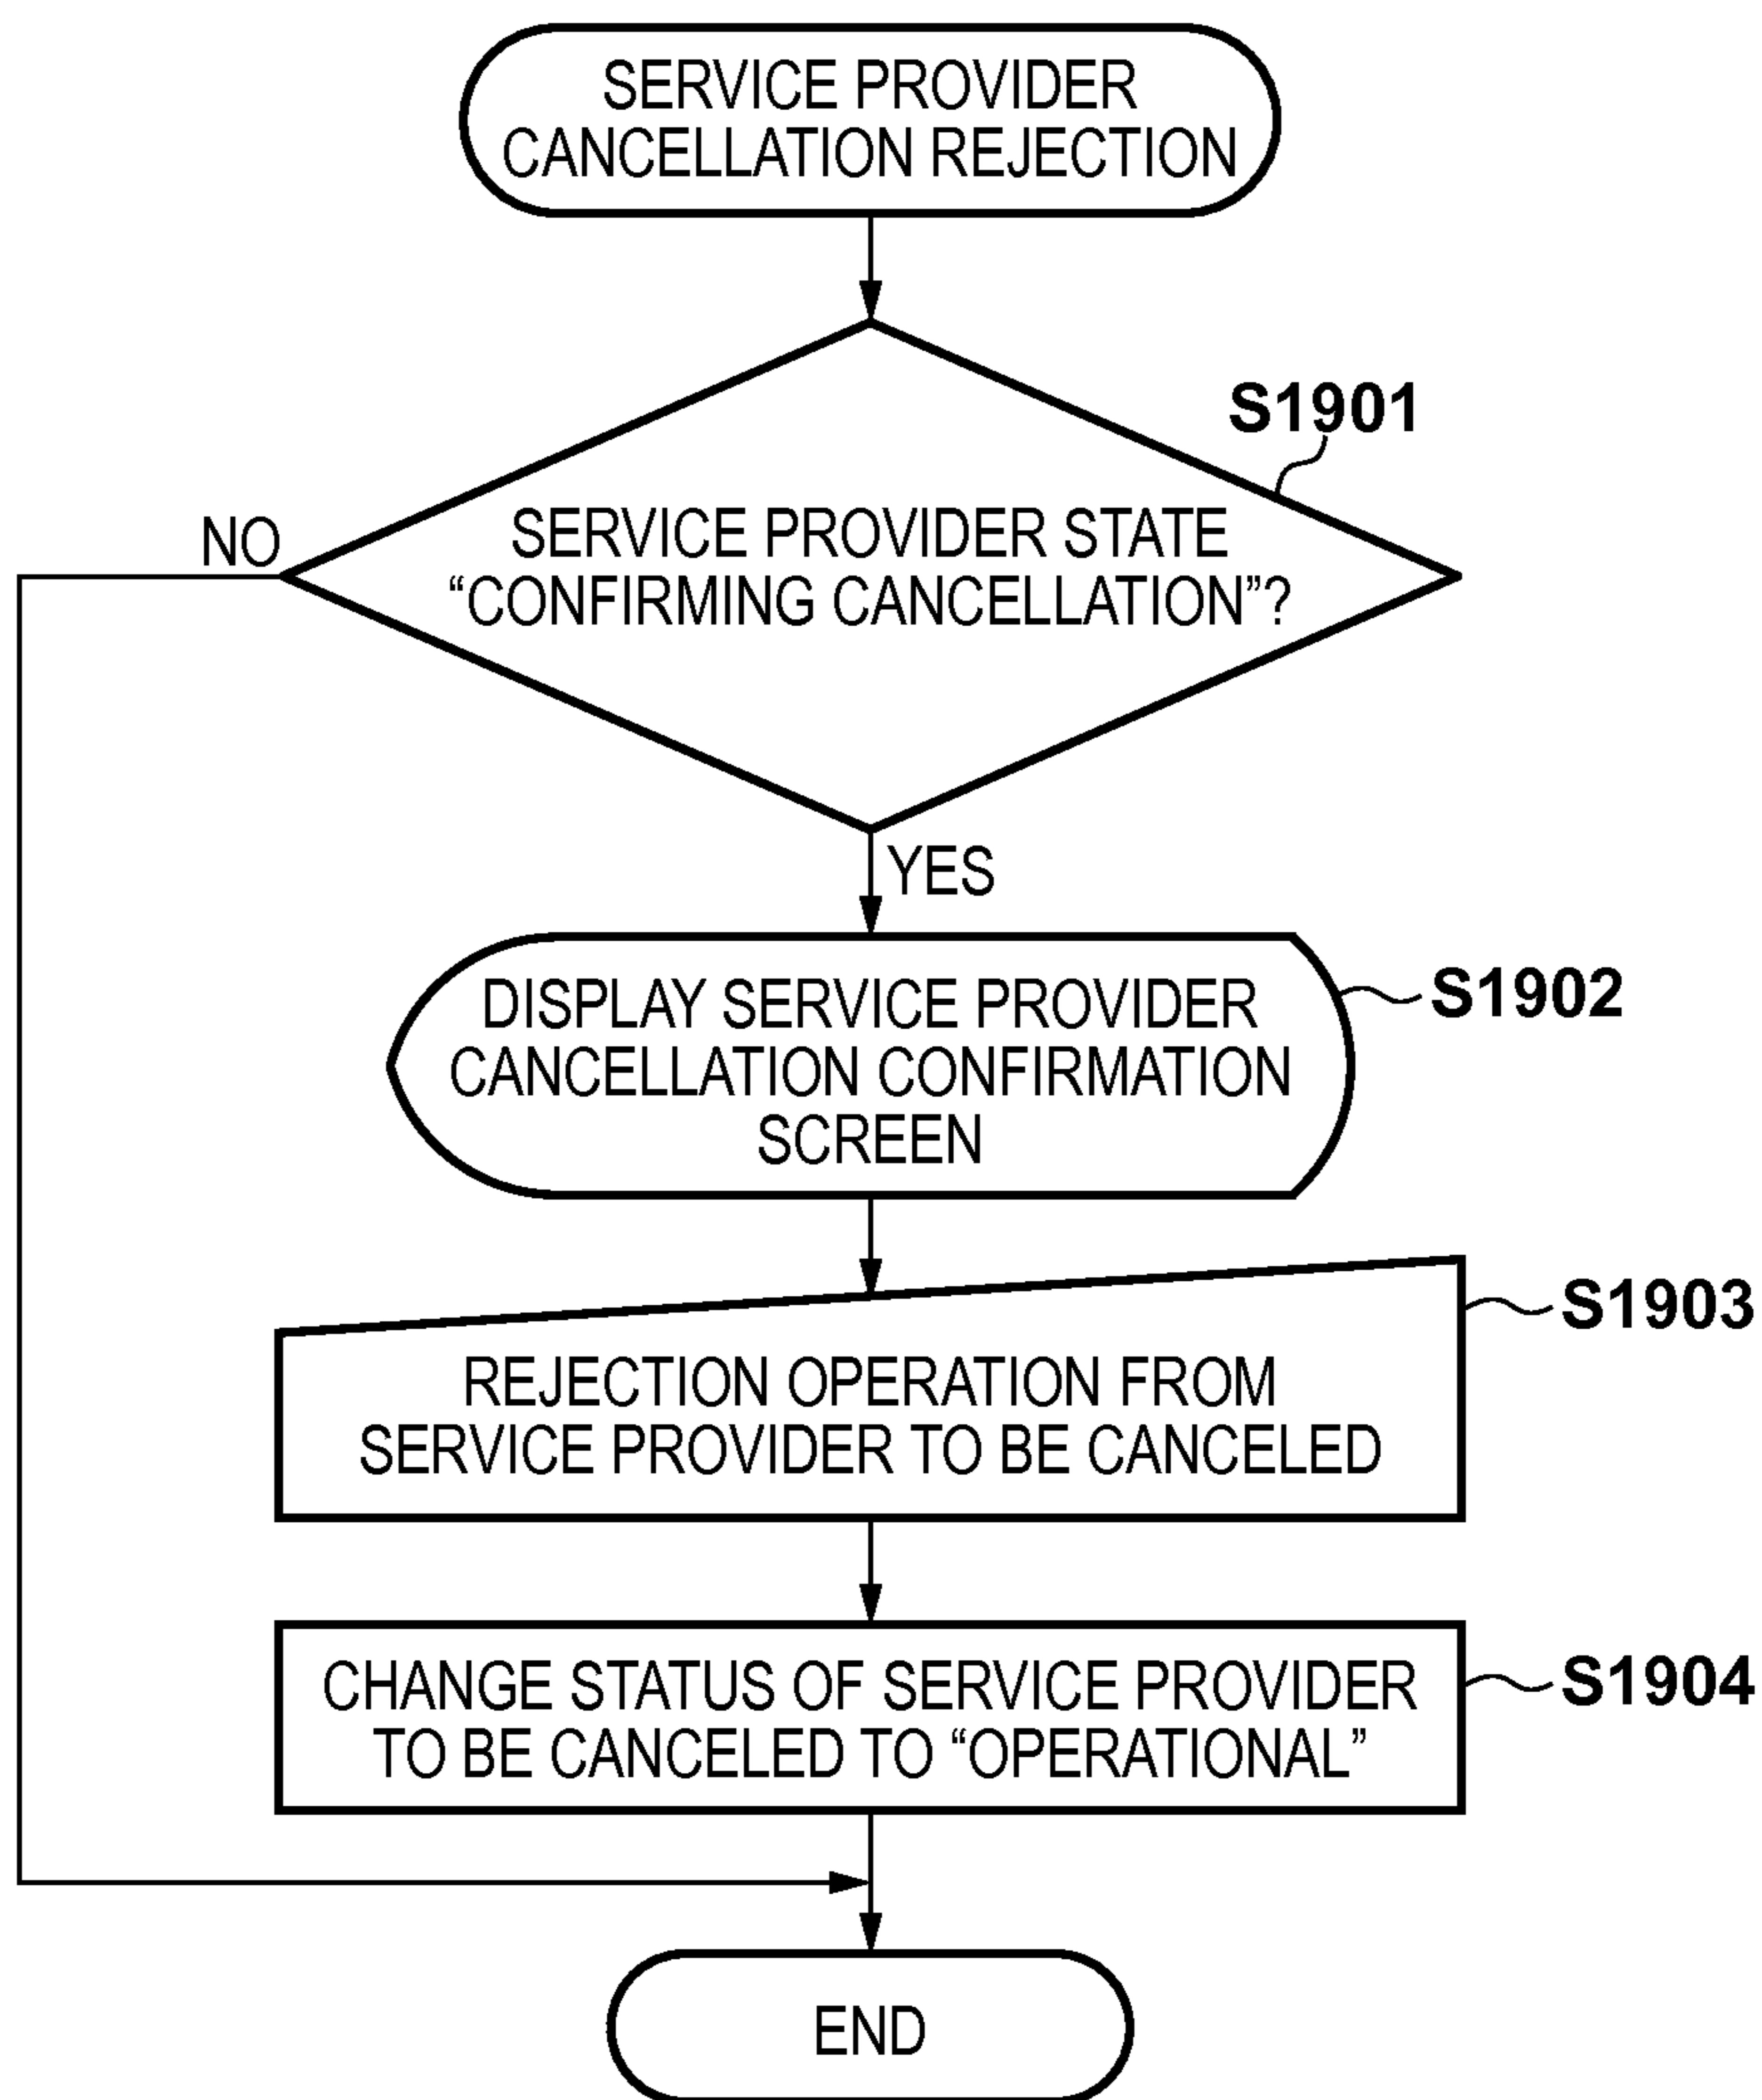 SERVICE PROVIDER
CANCELLATION REJECTION
S1901
NO
SERVICE PROVIDER STATE
“CONFIRMING CANCELLATION”?
YES
DISPLAY SERVICE PROVIDER
CANCELLATION CONFIRMATION
SCREEN
S1902
S1903
REJECTION OPERATION FROM
SERVICE PROVIDER TO BE CANCELED
CHANGE STATUS OF SERVICE PROVIDER
TO BE CANCELED TO “OPERATIONAL”
S1904
END